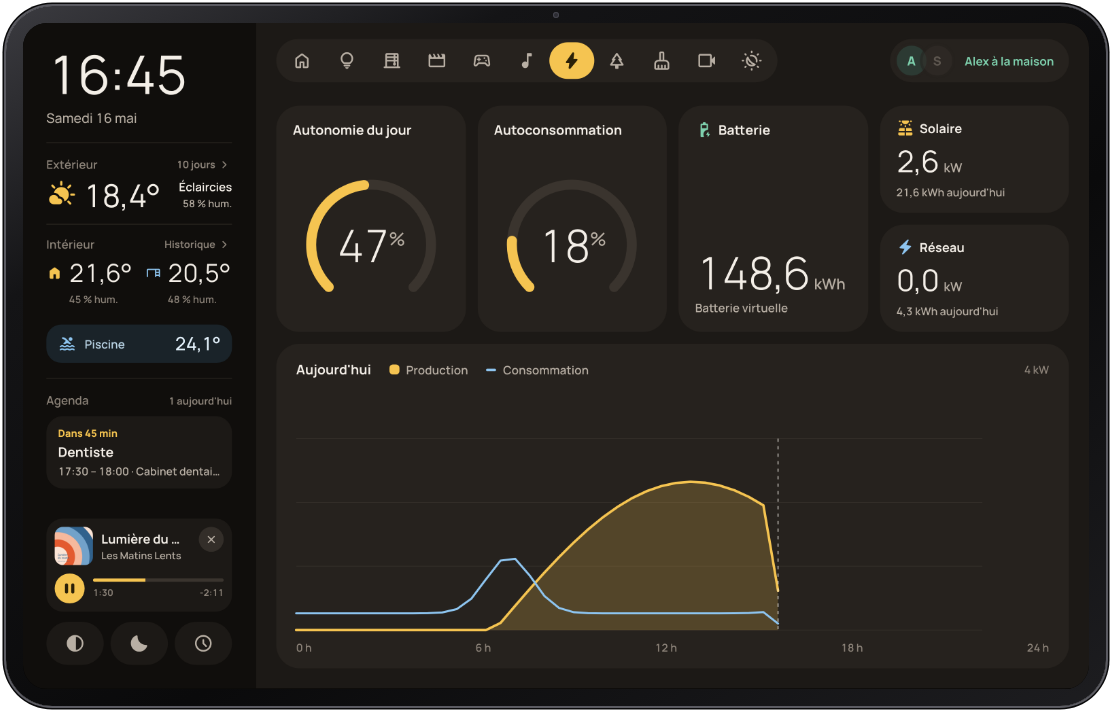 16:45
Samedi 16 mai
Extérieur
10 jours >
18,4°
Éclaircies
58 % hum.
Intérieur
Historique >
21,6°
20,5°
45 % hum.
48 % hum.
Piscine
24,1°
Agenda
1 aujourd'hui
Dans 45 min
Dentiste
17:30 – 18:00 · Cabinet dentai...
Lumière du ...
Les Matins Lents
1:30
-2:11
A
S
Alex à la maison
Autonomie du jour
47%
Autoconsommation
18%
Batterie
148,6 kWh
Batterie virtuelle
Solaire
2,6 kW
21,6 kWh aujourd'hui
Réseau
0,0 kW
4,3 kWh aujourd'hui
Aujourd'hui
Production
Consommation
4 kW
0 h
6 h
12 h
18 h
24 h